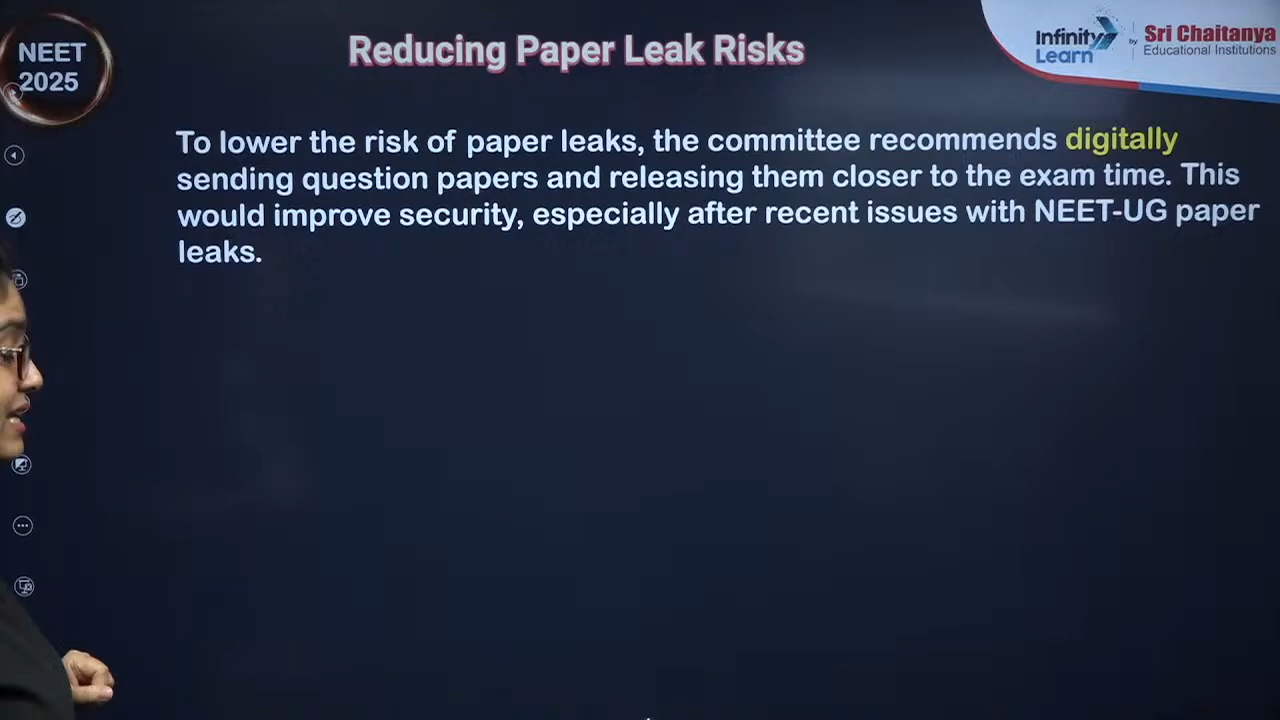 NEET
2025
Reducing Paper Leak Risks
Infinity
Learn
by
Sri Chaitanya
Educational Institutions
To lower the risk of paper leaks, the committee recommends digitally
sending question papers and releasing them closer to the exam time. This
would improve security, especially after recent issues with NEET-UG paper
leaks.